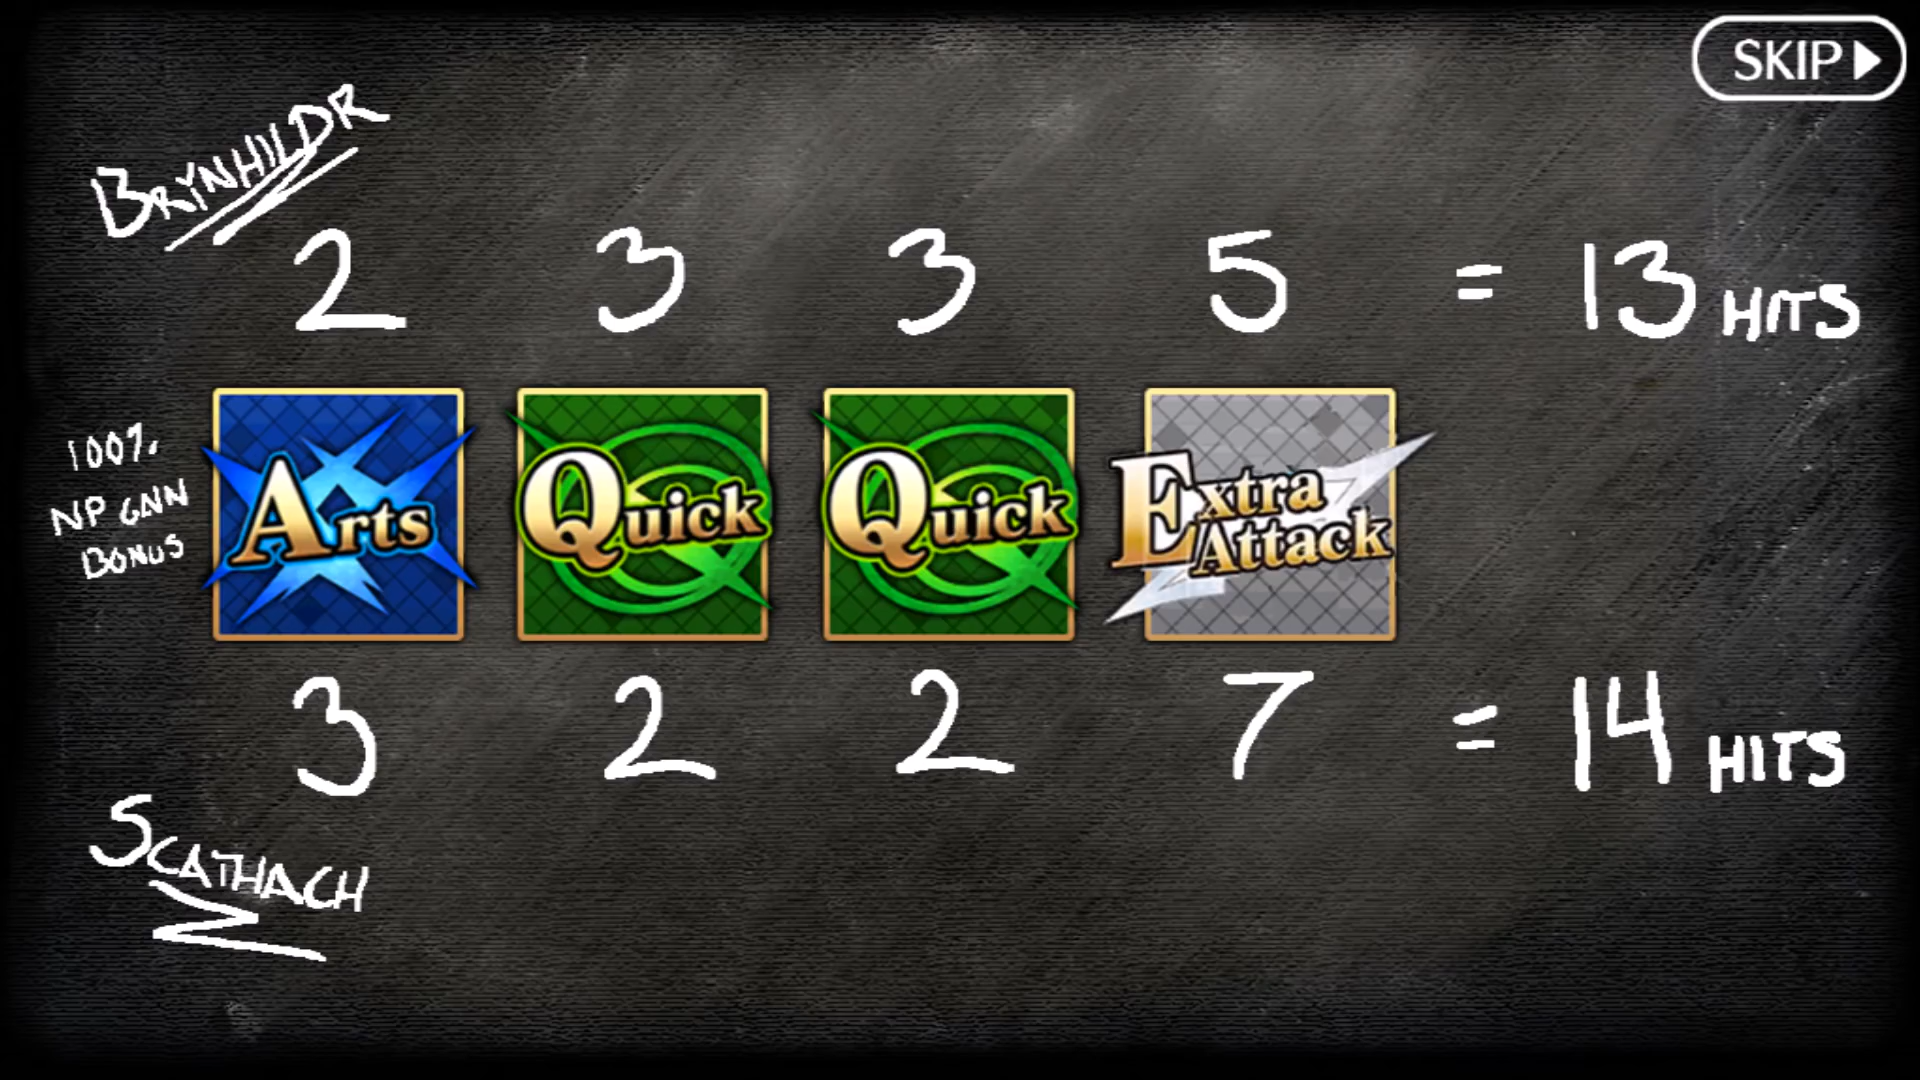 SKIP
BRYNHILDR
2 3 3 5 = 13 HITS
100%
NP GAIN
BONUS
Arts
Quick
Quick
Extra
Attack
3 2 2 7 = 14 HITS
SCATHACH